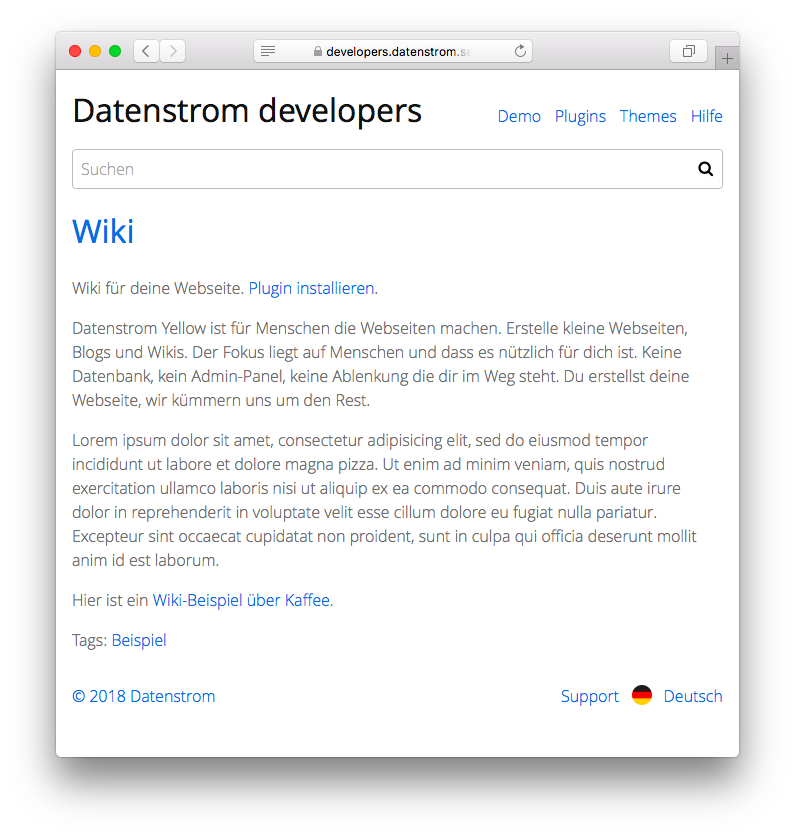 developers.datenstrom.se
Datenstrom developers
Demo Plugins Themes Hilfe
Suchen
Wiki
Wiki für deine Webseite. Plugin installieren.
Datenstrom Yellow ist für Menschen die Webseiten machen. Erstelle kleine Webseiten,
Blogs und Wikis. Der Fokus liegt auf Menschen und dass es nützlich für dich ist. Keine
Datenbank, kein Admin-Panel, keine Ablenkung die dir im Weg steht. Du erstellst deine
Webseite, wir kümmern uns um den Rest.
Lorem ipsum dolor sit amet, consectetur adipisicing elit, sed do eiusmod tempor
incididunt ut labore et dolore magna pizza. Ut enim ad minim veniam, quis nostrud
exercitation ullamco laboris nisi ut aliquip ex ea commodo consequat. Duis aute irure
dolor in reprehenderit in voluptate velit esse cillum dolore eu fugiat nulla pariatur.
Excepteur sint occaecat cupidatat non proident, sunt in culpa qui officia deserunt mollit
anim id est laborum.
Hier ist ein Wiki-Beispiel über Kaffee.
Tags: Beispiel
© 2018 Datenstrom
Support Deutsch